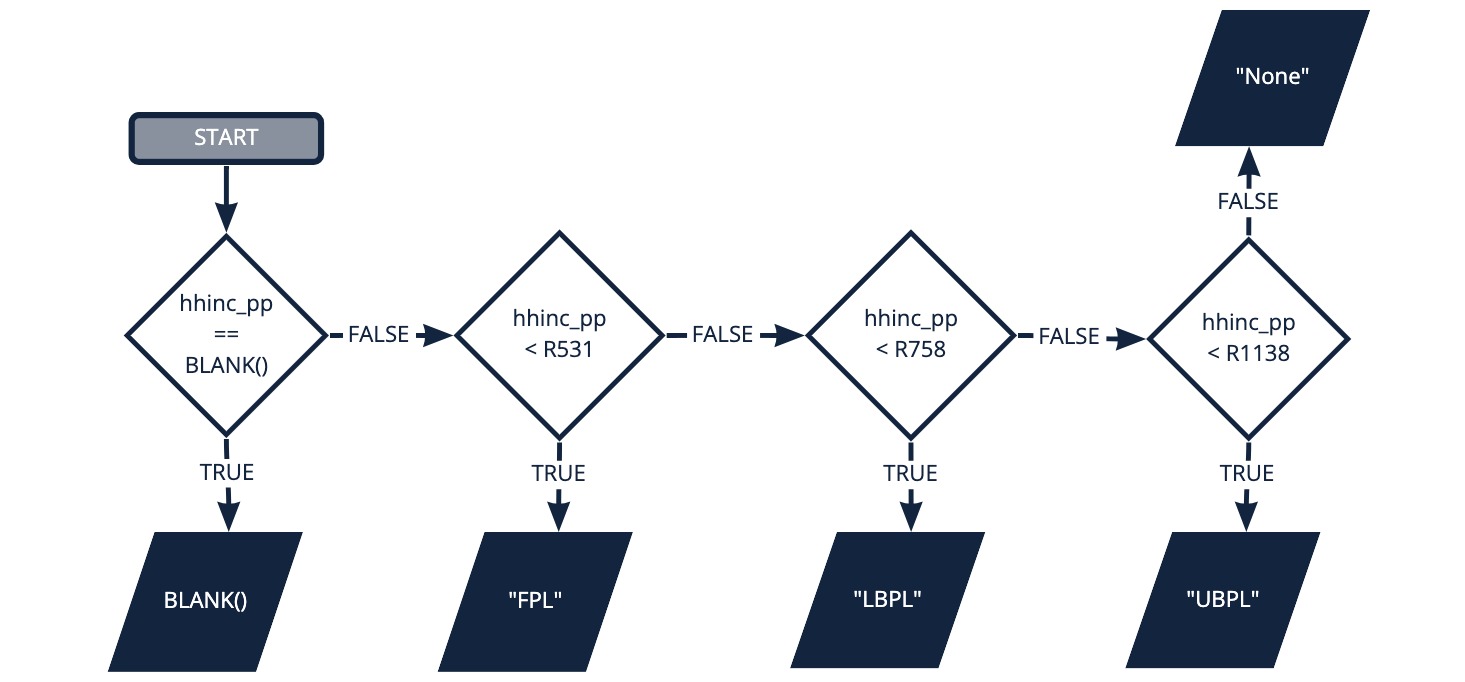 "None"
START
FALSE
hhinc_pp
==
BLANK()
FALSE
hhinc_pp
< R531
FALSE
hhinc_pp
< R758
FALSE
hhinc_pp
< R1138
TRUE
TRUE
TRUE
TRUE
BLANK()
"FPL"
"LBPL"
"UBPL"